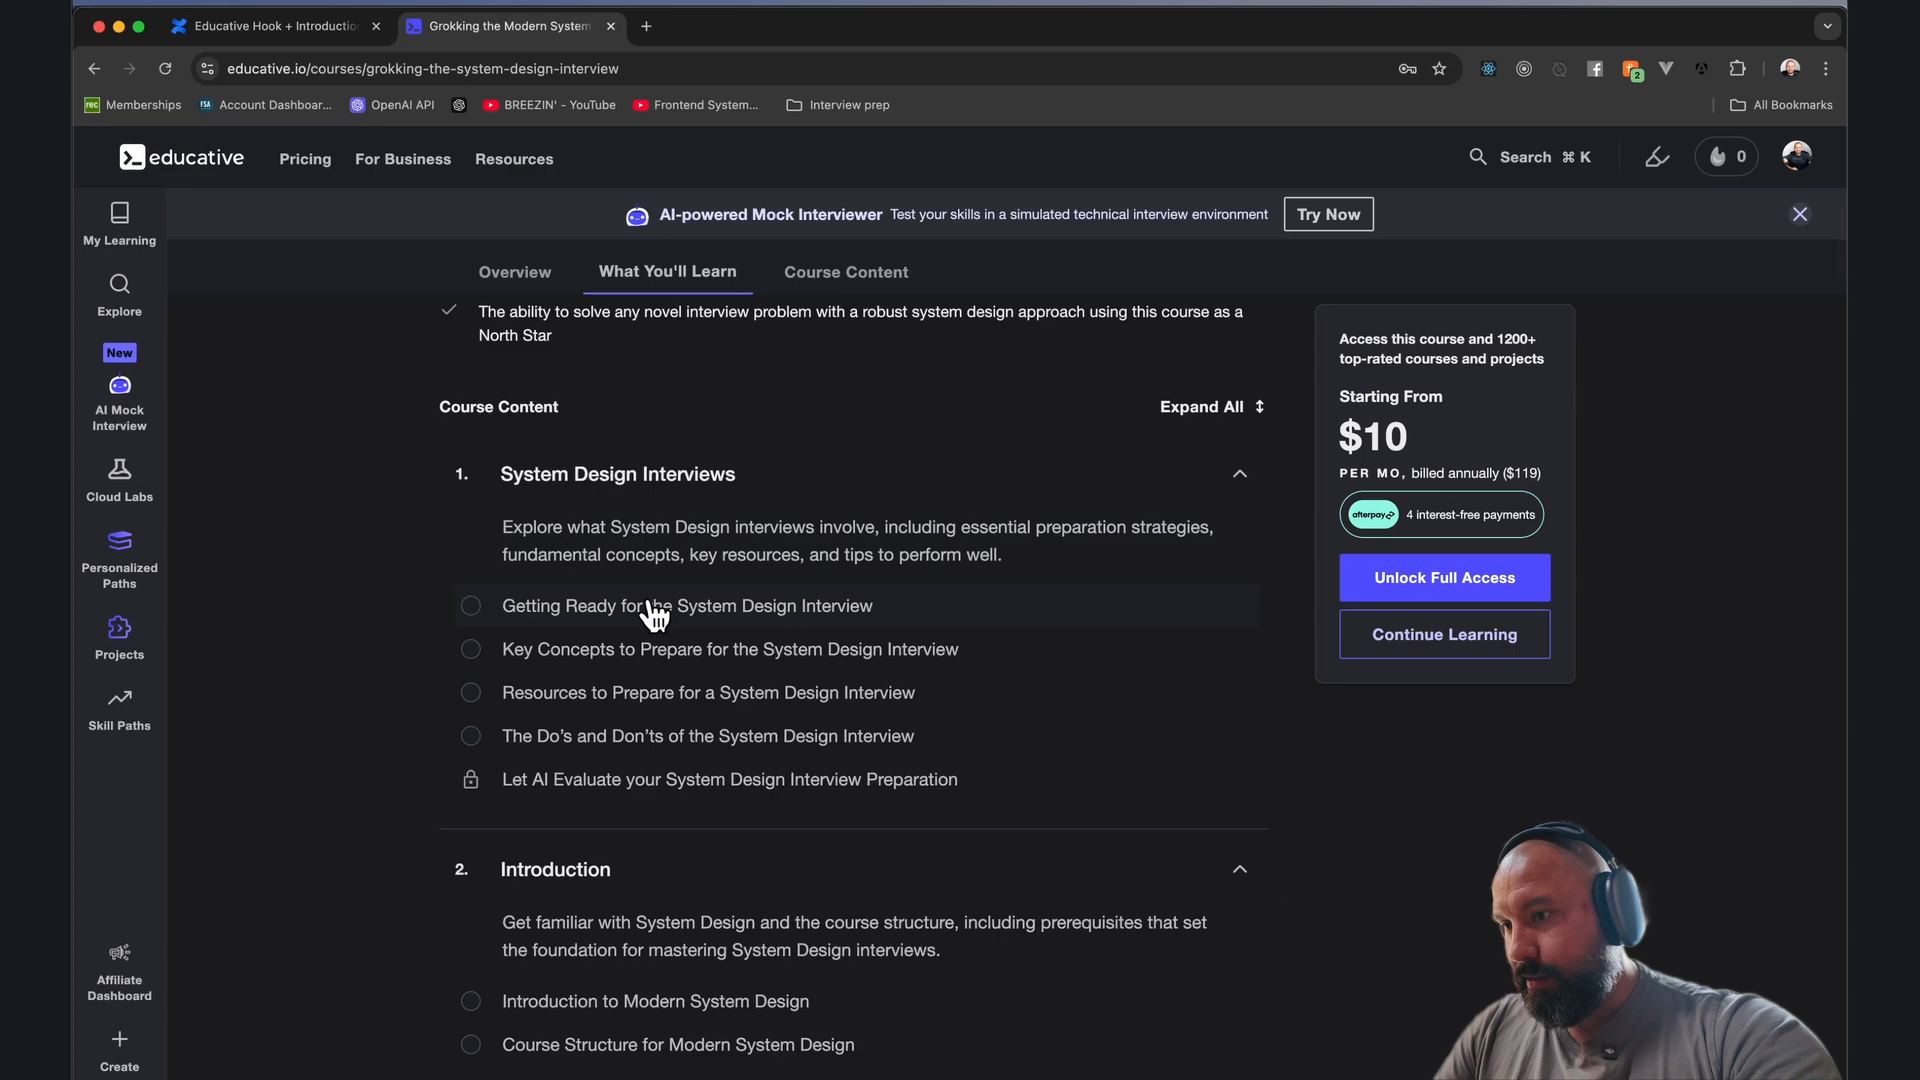 Educative Hook + Introductio
Grokking the Modern System
educative.io/courses/grokking-the-system-design-interview
2
rec Memberships
FSA Account Dashboar...
OpenAI API
BREEZIN' - YouTube
Frontend System...
Interview prep
All Bookmarks
educative
Pricing
For Business
Resources
Search ⌘ K
0
AI-powered Mock Interviewer Test your skills in a simulated technical interview environment
Try Now
My Learning
Explore
New
AI Mock
Interview
Cloud Labs
Personalized
Paths
Projects
Skill Paths
Affiliate
Dashboard
Create
Overview
What You'll Learn
Course Content
The ability to solve any novel interview problem with a robust system design approach using this course as a
North Star
Course Content
Expand All
1. System Design Interviews
Explore what System Design interviews involve, including essential preparation strategies,
fundamental concepts, key resources, and tips to perform well.
Getting Ready for the System Design Interview
Key Concepts to Prepare for the System Design Interview
Resources to Prepare for a System Design Interview
The Do's and Don'ts of the System Design Interview
Let AI Evaluate your System Design Interview Preparation
2. Introduction
Get familiar with System Design and the course structure, including prerequisites that set
the foundation for mastering System Design interviews.
Introduction to Modern System Design
Course Structure for Modern System Design
Access this course and 1200+
top-rated courses and projects
Starting From
$10
PER MO, billed annually ($119)
afterpay 4 interest-free payments
Unlock Full Access
Continue Learning